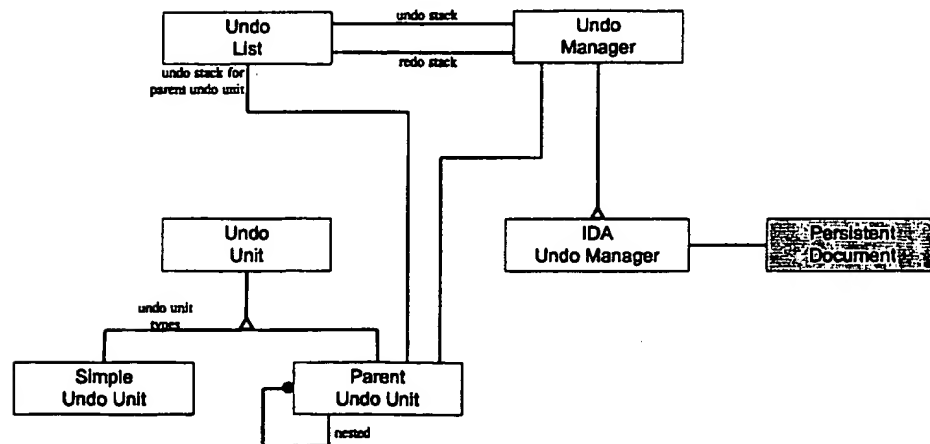 Undo
List
undo stack
redo stack
Undo
Manager
undo stack for
parent undo unit
Undo
Unit
IDA
Undo Manager
Persistent
Document
undo unit
types
Simple
Undo Unit
Parent
Undo Unit
nested